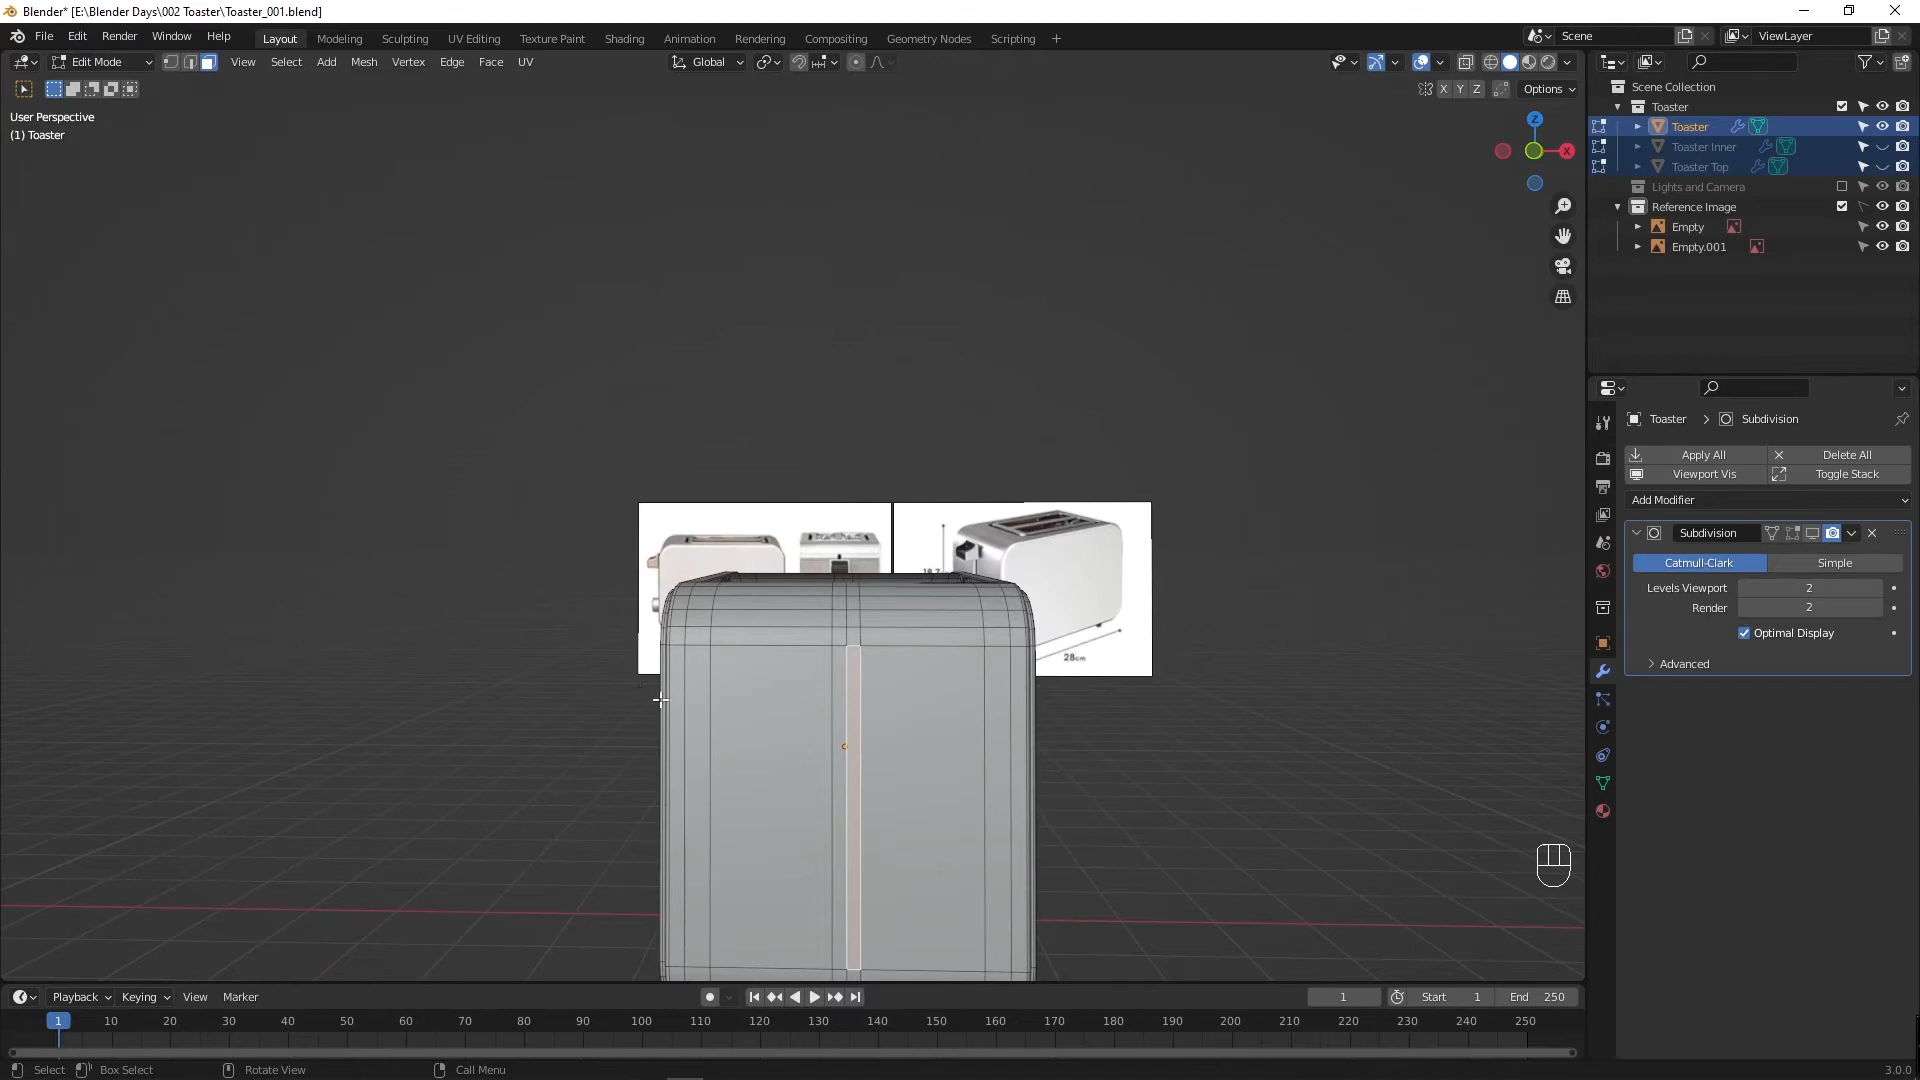 Blender* [E:\Blender Days\002 Toaster\Toaster_001.blend]
File Edit Render Window Help Layout Modeling Sculpting UV Editing Texture Paint Shading Animation Rendering Compositing Geometry Nodes Scripting + Scene ViewLayer
Edit Mode View Select Add Mesh Vertex Edge Face UV Global
X Y Z Options
User Perspective
(1) Toaster
Z
X
Scene Collection
Toaster
Toaster
Toaster Inner
Toaster Top
Lights and Camera
Reference Image
Empty
Empty.001
Toaster > Subdivision
Apply All Delete All
Viewport Vis Toggle Stack
Add Modifier
Subdivision
Catmull-Clark Simple
Levels Viewport 2
Render 2
Optimal Display
Advanced
28cm
Playback Keying View Marker 1 Start 1 End 250
1 10 20 30 40 50 60 70 80 90 100 110 120 130 140 150 160 170 180 190 200 210 220 230 240 250
Select Box Select Rotate View Call Menu 3.0.0